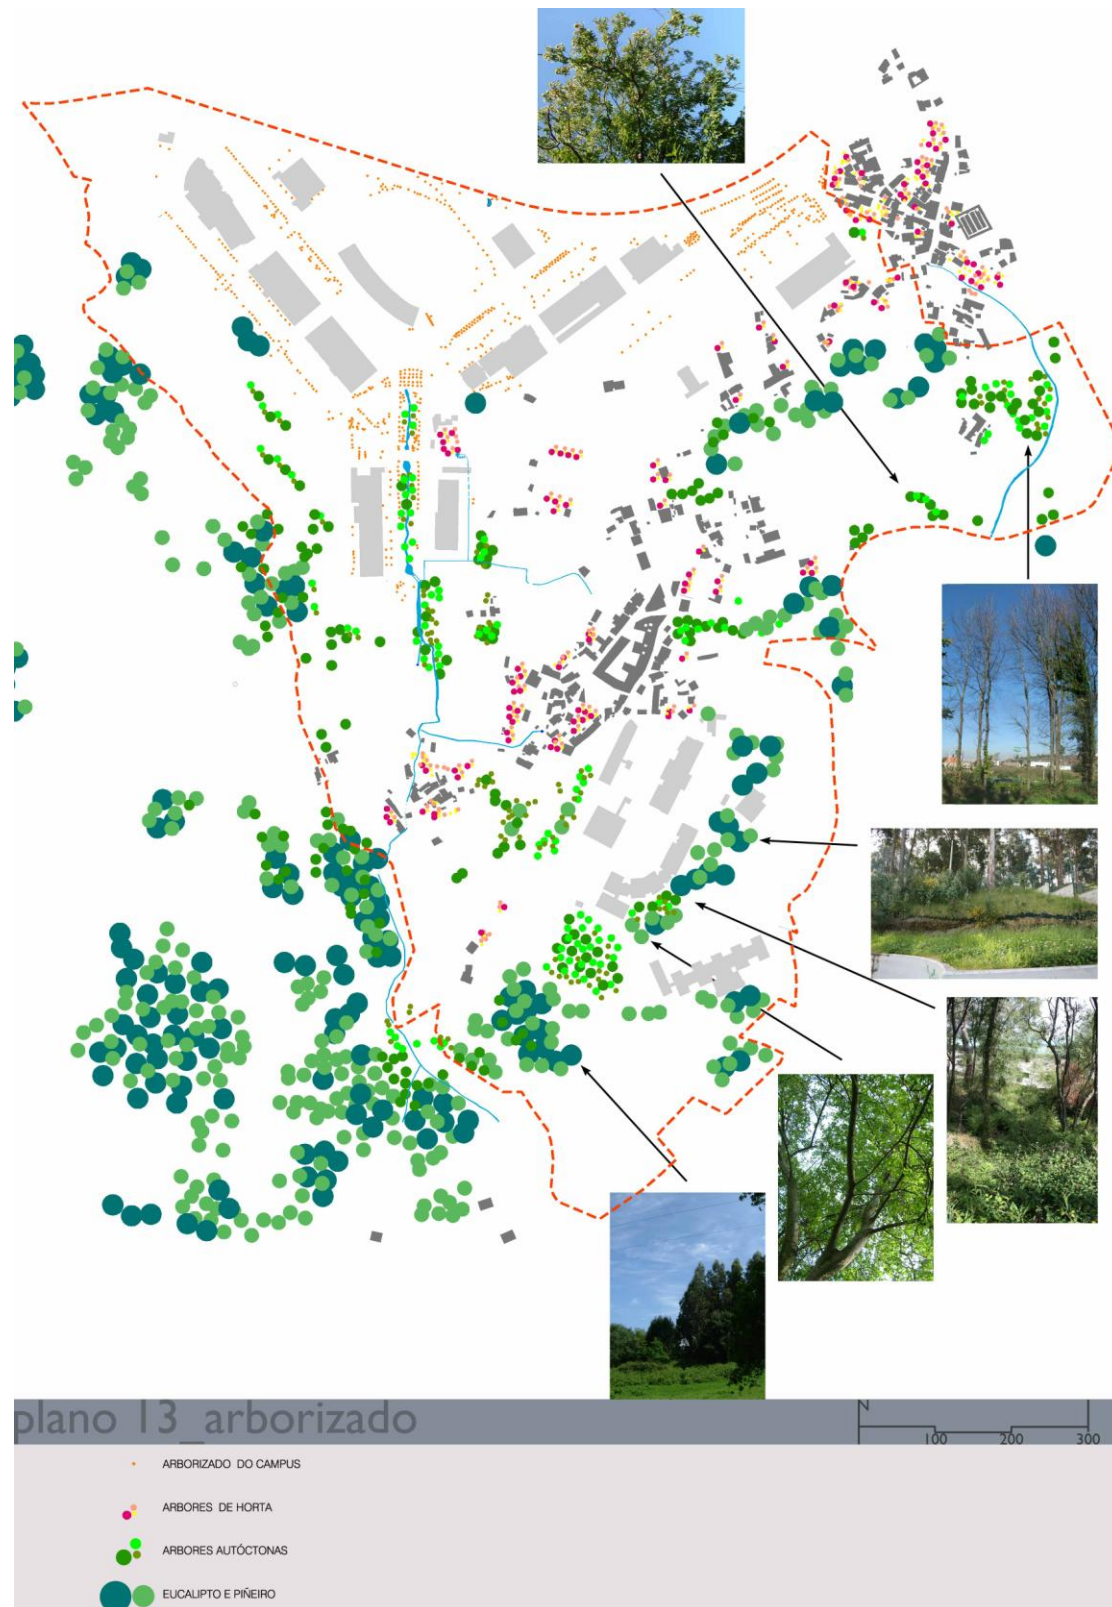 plano 13_arborizado
N
100 200 300
ARBORIZADO DO CAMPUS
ARBORES DE HORTA
ARBORES AUTÓCTONAS
EUCALIPTO E PIÑEIRO